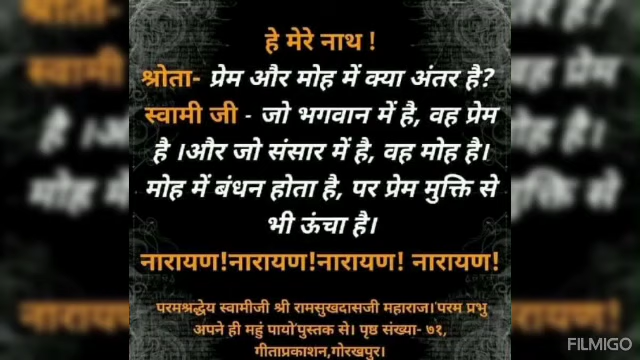 हे मेरे नाथ !
श्रोता- प्रेम और मोह में क्या अंतर है?
स्वामी जी - जो भगवान में है, वह प्रेम
है ।और जो संसार में है, वह मोह है।
मोह में बंधन होता है, पर प्रेम मुक्ति से
भी ऊंचा है।
नारायण!नारायण!नारायण! नारायण!
परमश्रद्धेय स्वामीजी श्री रामसुखदासजी महाराज।'परम प्रभु
अपने ही महुं पायो'पुस्तक से। पृष्ठ संख्या- ७१,
गीताप्रकाशन,गोरखपुर।
FILMIGO